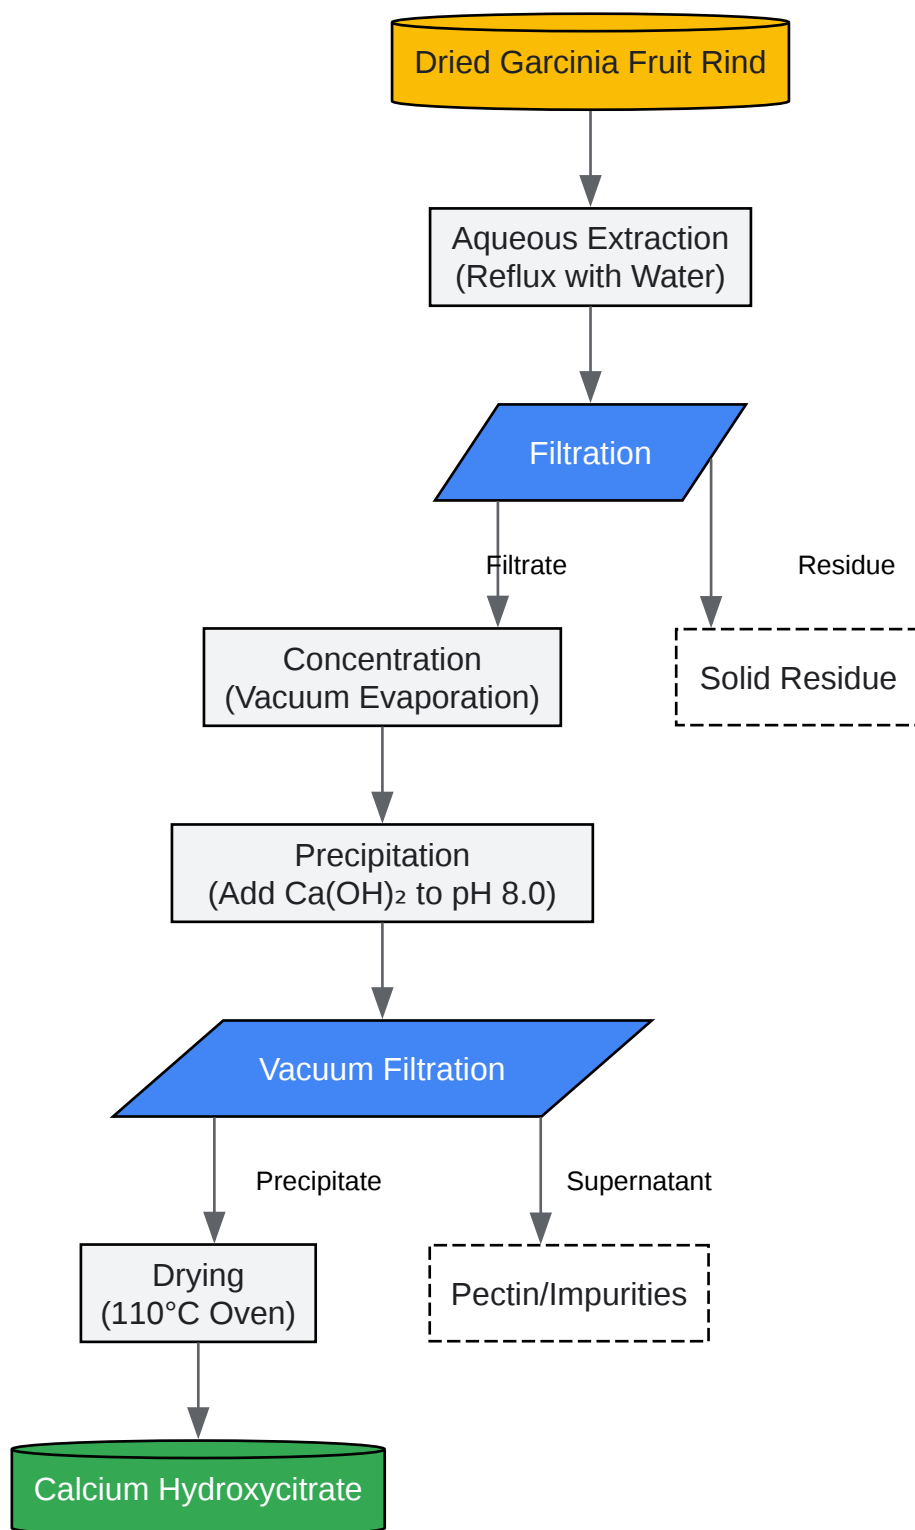 Dried Garcinia Fruit Rind
Aqueous Extraction
(Reflux with Water)
Filtration
Filtrate
Residue
Concentration
(Vacuum Evaporation)
Solid Residue
Precipitation
(Add Ca(OH)₂ to pH 8.0)
Vacuum Filtration
Precipitate
Supernatant
Drying
(110°C Oven)
Pectin/Impurities
Calcium Hydroxycitrate